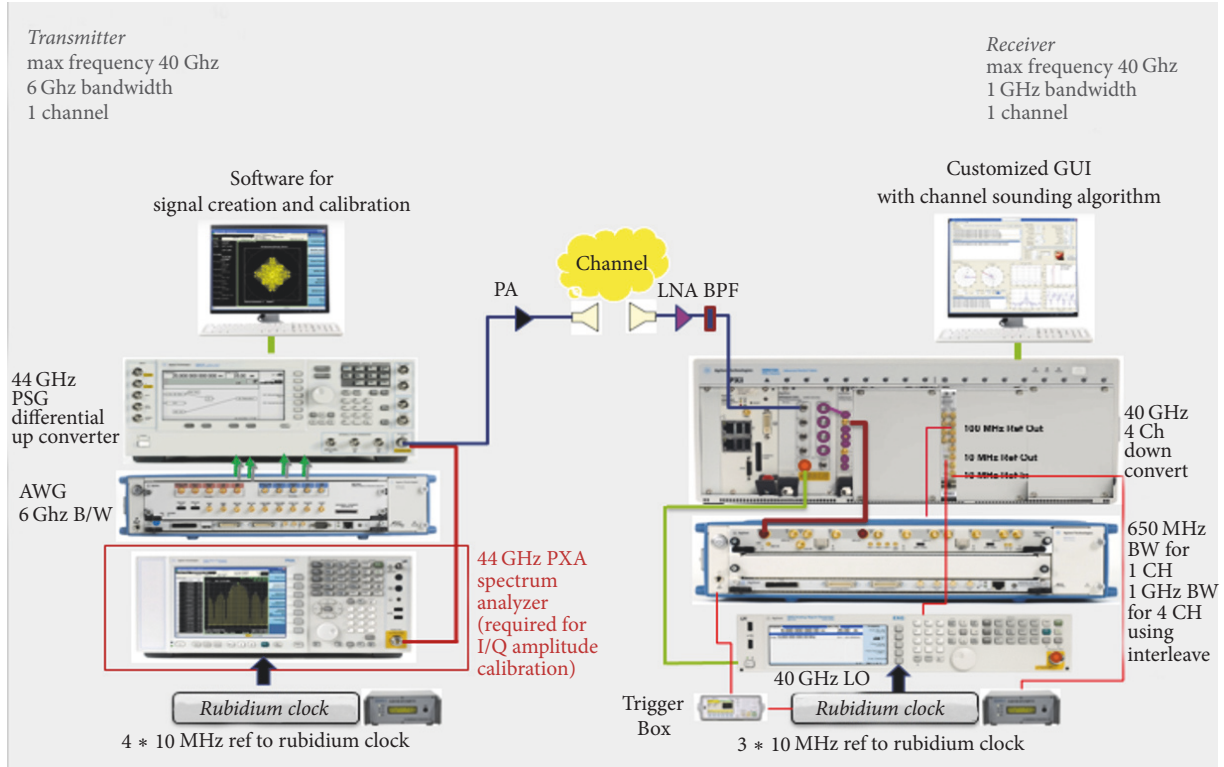 Transmitter
max frequency 40 Ghz
6 Ghz bandwidth
1 channel
Receiver
max frequency 40 Ghz
1 GHz bandwidth
1 channel
Software for
signal creation and calibration
Customized GUI
with channel sounding algorithm
Channel
PA
LNA BPF
44 GHz
PSG
differential
up converter
AWG
6 Ghz B/W
44 GHz PXA
spectrum
analyzer
(required for
I/Q amplitude
calibration)
Rubidium clock
4 * 10 MHz ref to rubidium clock
100 MHz Ref Out
10 MHz Ref Out
10 MHz Ref In
40 GHz
4 Ch
down
convert
650 MHz
BW for
1 CH
1 GHz BW
for 4 CH
using
interleave
40 GHz LO
Trigger
Box
Rubidium clock
3 * 10 MHz ref to rubidium clock